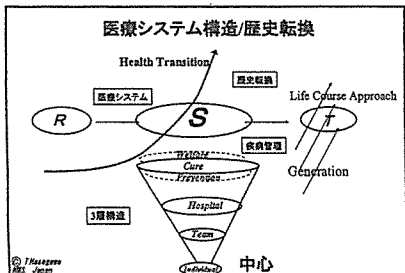 医療システム構造/歴史転換
Health Transition
歴史転換
医療システム
Life Course Approach
R
S
T
疾病管理
Welfare
Cure
Prevention
Generation
3層構造
Hospital
Team
Individual
中心
© T Hasegawa
Japan